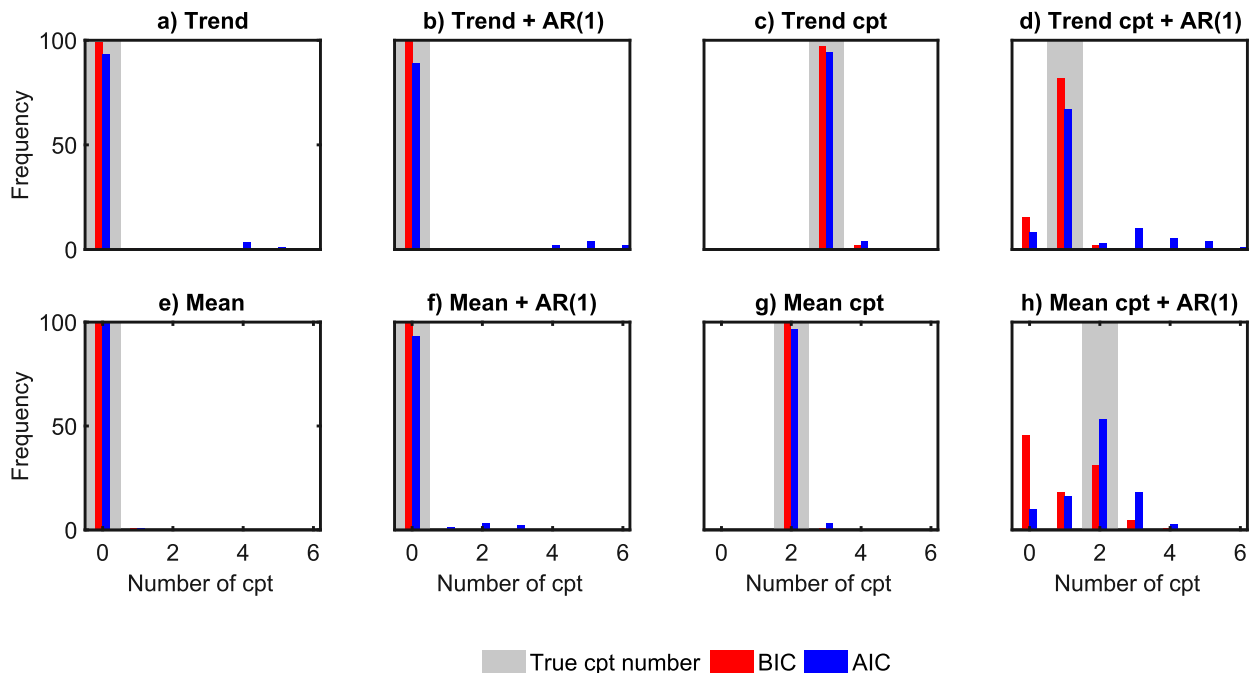 a) Trend
b) Trend + AR(1)
c) Trend cpt
d) Trend cpt + AR(1)
Frequency
100
50
0
e) Mean
f) Mean + AR(1)
g) Mean cpt
h) Mean cpt + AR(1)
Frequency
100
50
0
0 2 4 6
0 2 4 6
0 2 4 6
0 2 4 6
Number of cpt
Number of cpt
Number of cpt
Number of cpt
True cpt number
BIC
AIC